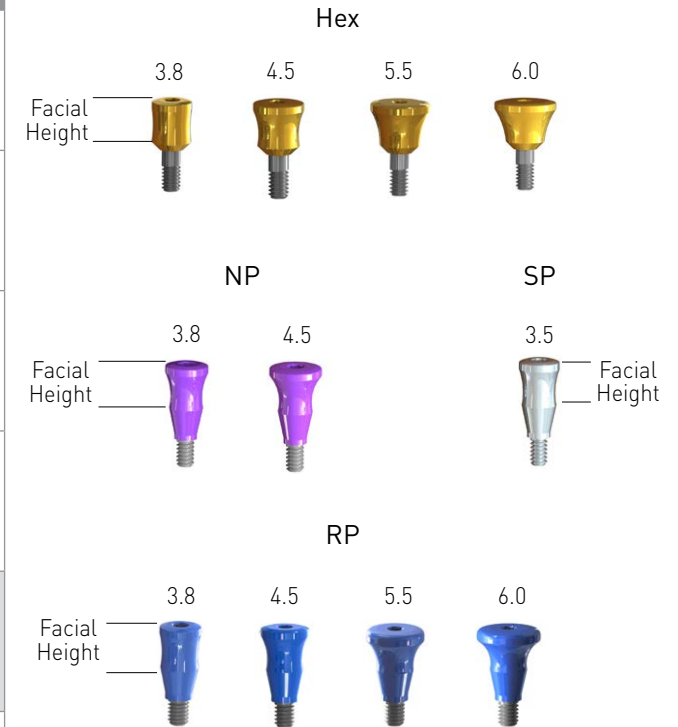 Hex
3.8 4.5 5.5 6.0
Facial
Height
NP SP
3.8 4.5 3.5
Facial
Height
Facial
Height
RP
3.8 4.5 5.5 6.0
Facial
Height